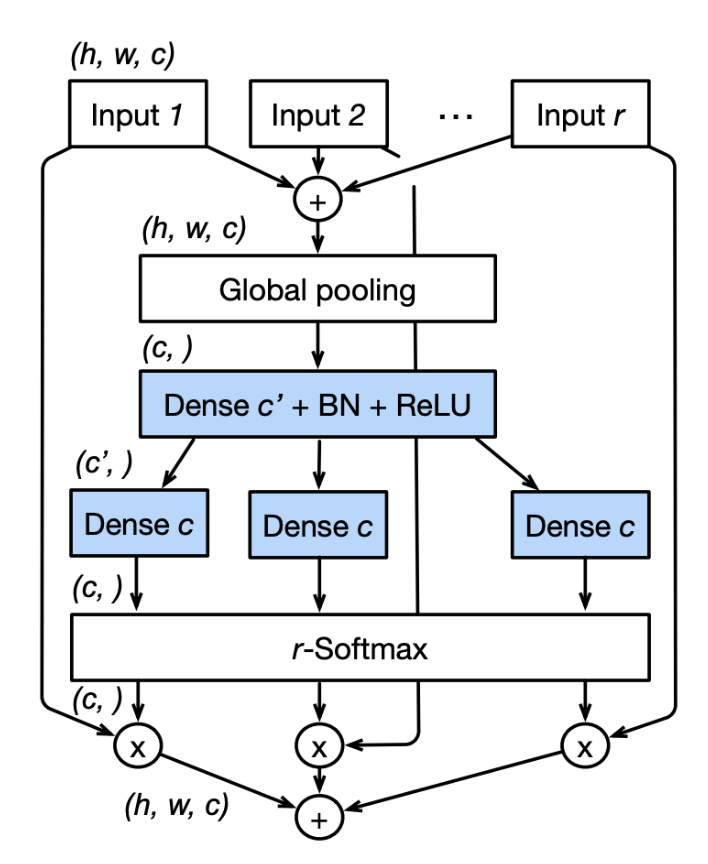 (h, w, c)
Input 1 Input 2 ... Input r
+
(h, w, c)
Global pooling
(c, )
Dense c’ + BN + ReLU
(c’, )
Dense c Dense c Dense c
(c, )
r-Softmax
(c, )
x x x
(h, w, c)
+